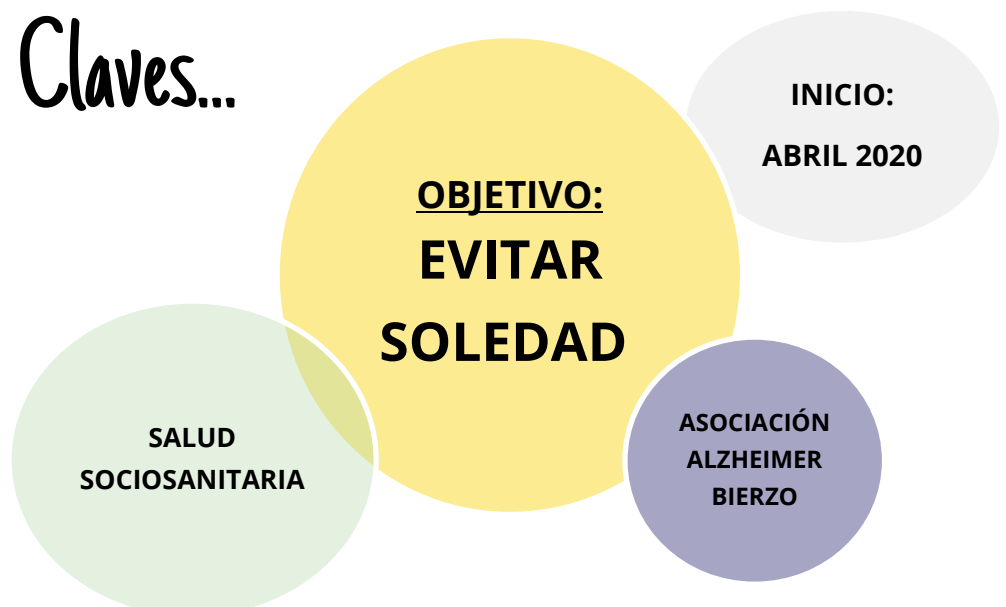 Claves...
INICIO:
ABRIL 2020
OBJETIVO:
EVITAR
SOLEDAD
SALUD
SOCIOSANITARIA
ASOCIACIÓN
ALZHEIMER
BIERZO